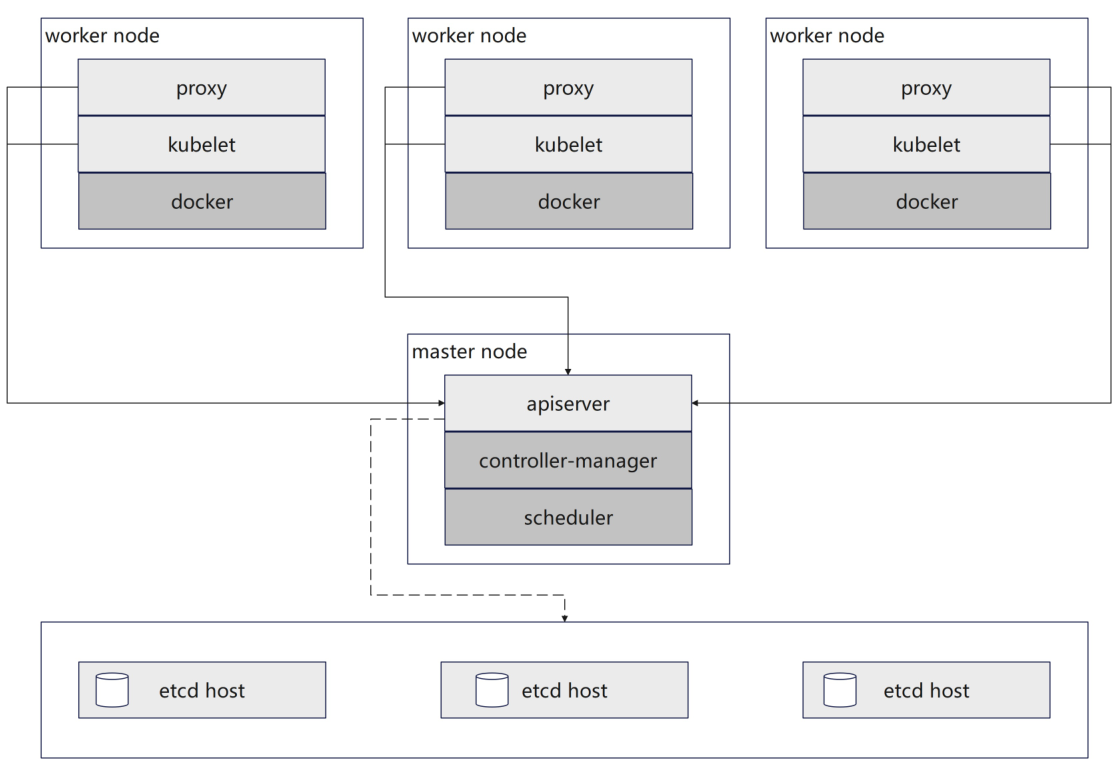 worker node
proxy
kubelet
docker
worker node
proxy
kubelet
docker
worker node
proxy
kubelet
docker
master node
apiserver
controller-manager
scheduler
etcd host
etcd host
etcd host